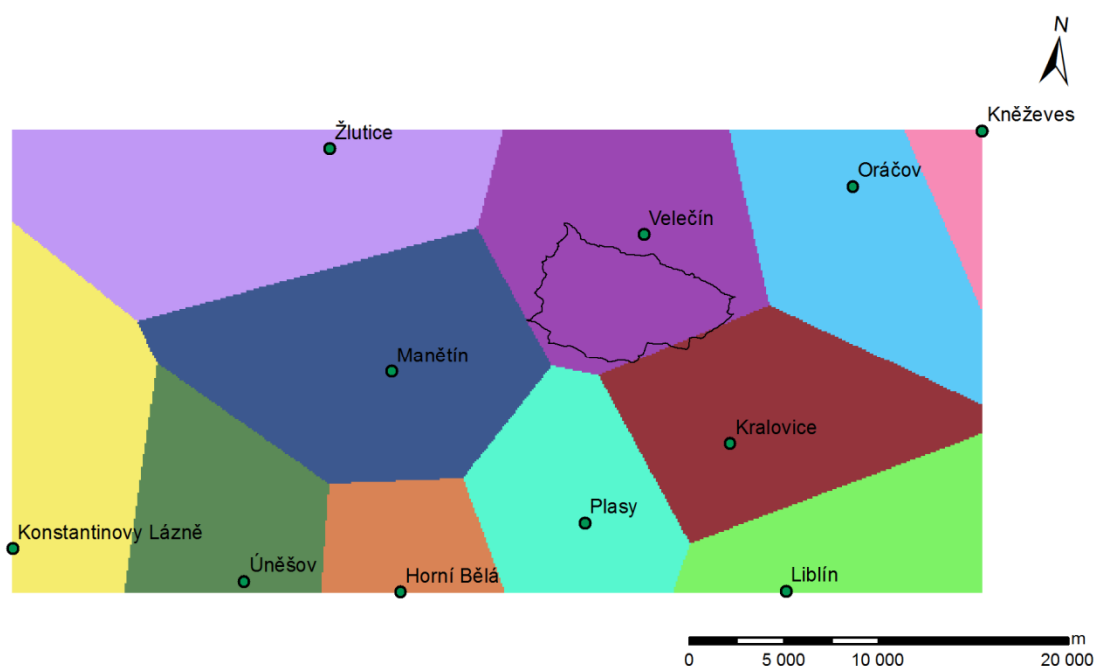 N
Kněževes
Žlutice
Oráčov
Velečín
Manětín
Kralovice
Plasy
Konstantinovy Lázně
Úněšov
Horní Bělá
Liblín
m
0 5 000 10 000 20 000